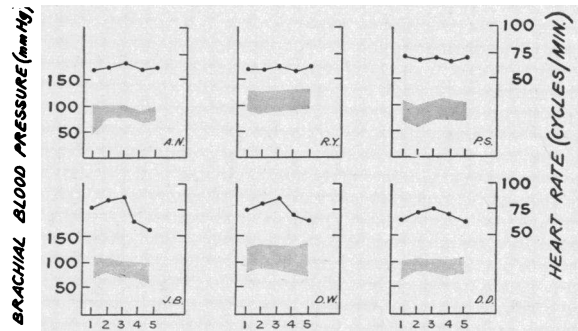 BRACHIAL BLOOD PRESSURE (mmHg)
HEART RATE (CYCLES/MIN.)
150
100
50
A.N.
R.Y.
P.S.
100
75
50
150
100
50
J.B.
D.W.
D.D.
100
75
50
1 2 3 4 5
1 2 3 4 5
1 2 3 4 5